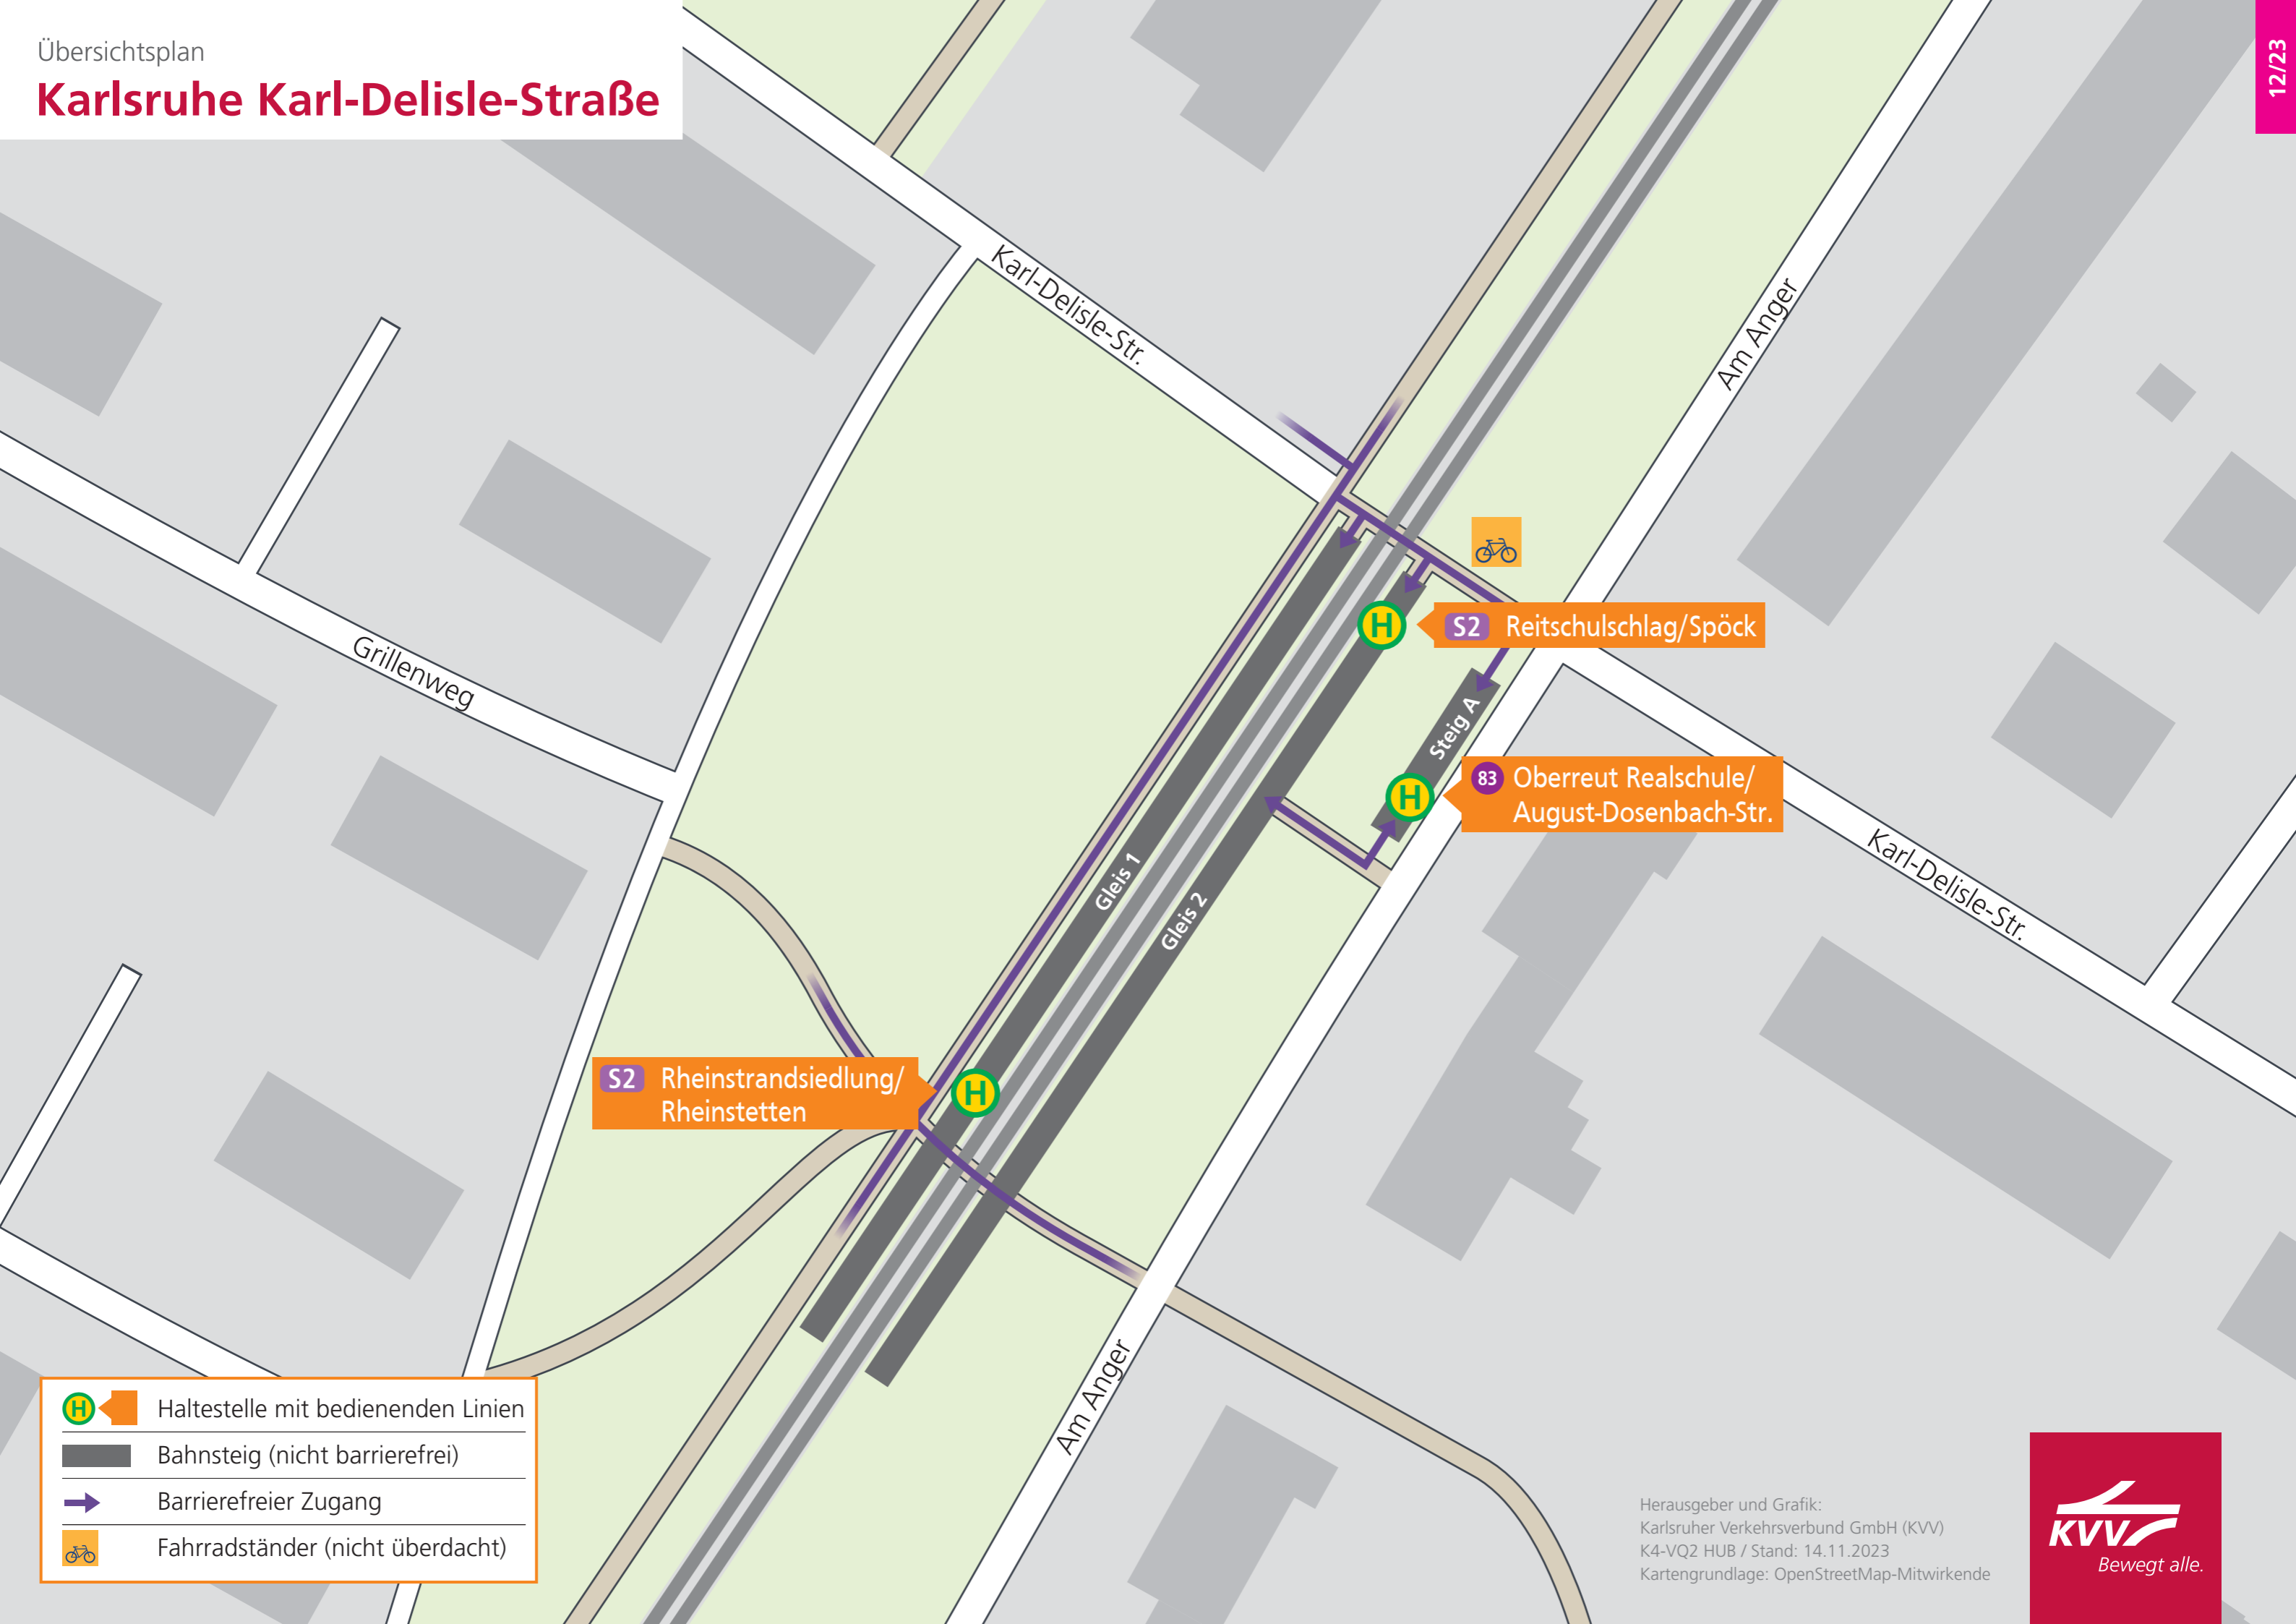 Übersichtsplan
Karlsruhe Karl-Delisle-Straße
12/23
Karl-Delisle-Str.
Am Anger
Grillenweg
S2 Reitschulschlag/Spöck
H
Steig A
83 Oberreut Realschule/
August-Dosenbach-Str.
H
Karl-Delisle-Str.
Gleis 1
Gleis 2
S2 Rheinstrandsiedlung/
Rheinstetten
H
Am Anger
H Haltestelle mit bedienenden Linien
Bahnsteig (nicht barrierefrei)
Barrierefreier Zugang
Fahrradständer (nicht überdacht)
Herausgeber und Grafik:
Karlsruher Verkehrsverbund GmbH (KVV)
K4-VQ2 HUB / Stand: 14.11.2023
Kartengrundlage: OpenStreetMap-Mitwirkende
KVV
Bewegt alle.